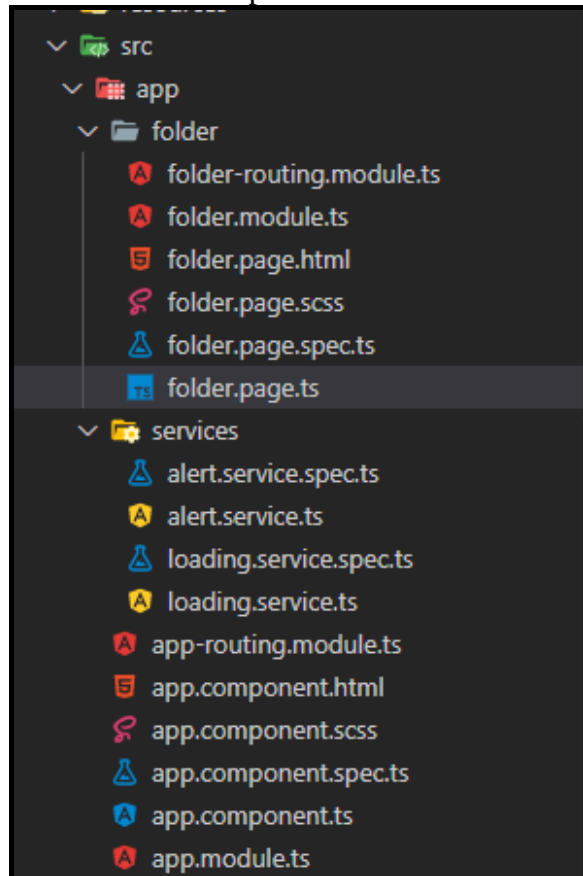 resources
src
app
folder
folder-routing.module.ts
folder.module.ts
folder.page.html
folder.page.scss
folder.page.spec.ts
TS folder.page.ts
services
alert.service.spec.ts
alert.service.ts
loading.service.spec.ts
loading.service.ts
app-routing.module.ts
app.component.html
app.component.scss
app.component.spec.ts
app.component.ts
app.module.ts